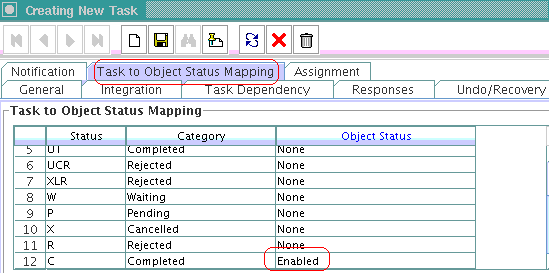 Creating New Task
Notification Task to Object Status Mapping Assignment
General Integration Task Dependency Responses Undo/Recovery
Task to Object Status Mapping
Status Category Object Status
5 UT Completed None
6 UCR Rejected None
7 XLR Rejected None
8 W Waiting None
9 P Pending None
10 X Cancelled None
11 R Rejected None
12 C Completed Enabled